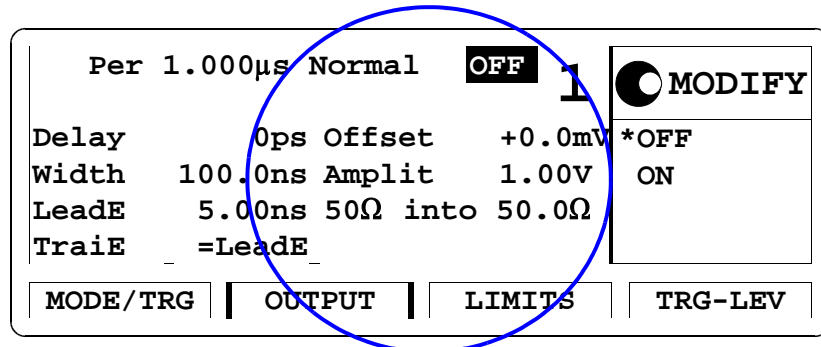 Per 1.000µs Normal OFF 1 MODIFY
Delay 0ps Offset +0.0mV *OFF
Width 100.0ns Amplit 1.00V ON
LeadE 5.00ns 50Ω into 50.0Ω
TraiE _ =LeadE_
MODE/TRG OUTPUT LIMITS TRG-LEV